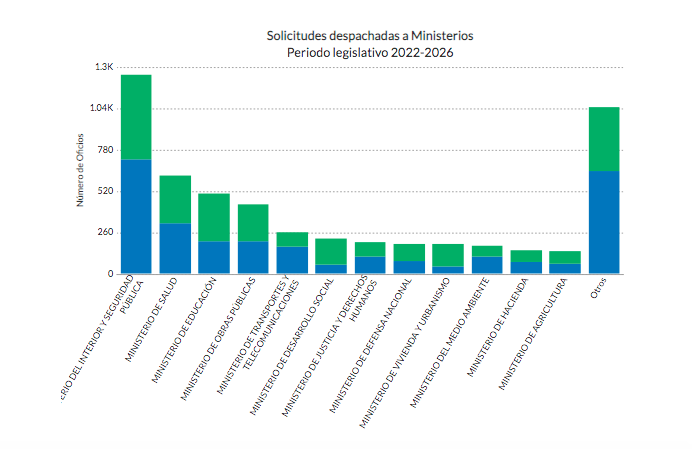 Solicitudes despachadas a Ministerios
Período legislativo 2022-2026
Número de Oficios
1.3K
1.04K
780
520
260
0
ERIO DEL INTERIOR Y SEGURIDAD
PÚBLICA
MINISTERIO DE SALUD
MINISTERIO DE EDUCACIÓN
MINISTERIO DE OBRAS PÚBLICAS
MINISTERIO DE TRANSPORTES Y
TELECOMUNICACIONES
MINISTERIO DE DESARROLLO SOCIAL
MINISTERIO DE JUSTICIA Y DERECHOS
HUMANOS
MINISTERIO DE DEFENSA NACIONAL
MINISTERIO DE VIVIENDA Y URBANISMO
MINISTERIO DEL MEDIO AMBIENTE
MINISTERIO DE HACIENDA
MINISTERIO DE AGRICULTURA
Otros